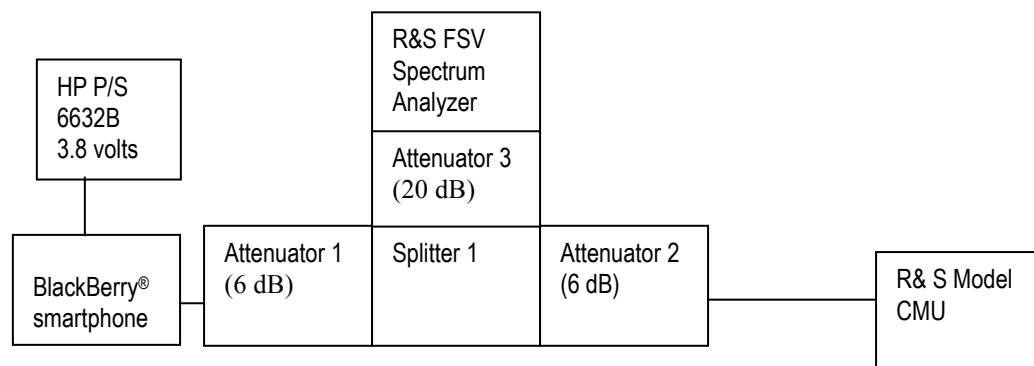 R&S FSV
Spectrum
Analyzer
HP P/S
6632B
3.8 volts
Attenuator 3
(20 dB)
BlackBerry®
smartphone
Attenuator 1
(6 dB)
Splitter 1
Attenuator 2
(6 dB)
R& S Model
CMU